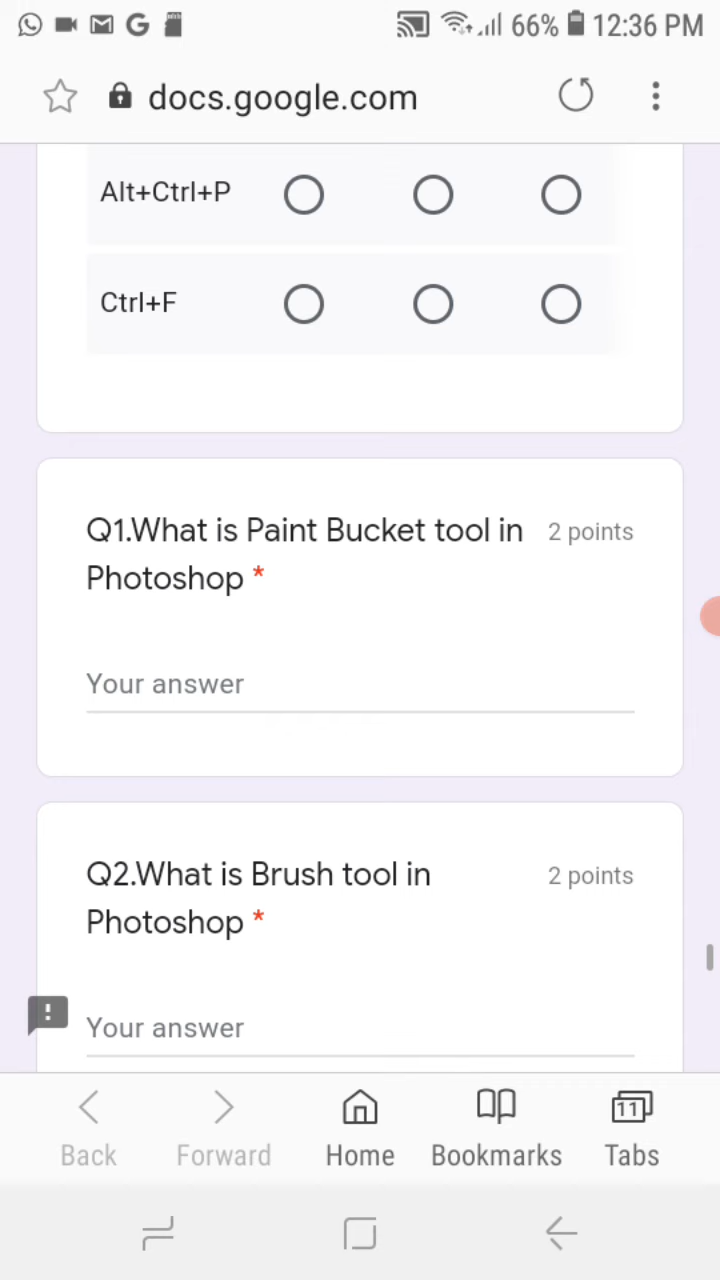 66% 12:36 PM
docs.google.com
Alt+Ctrl+P
Ctrl+F
Q1.What is Paint Bucket tool in 2 points
Photoshop *
Your answer
Q2.What is Brush tool in 2 points
Photoshop *
Your answer
11
Back Forward Home Bookmarks Tabs